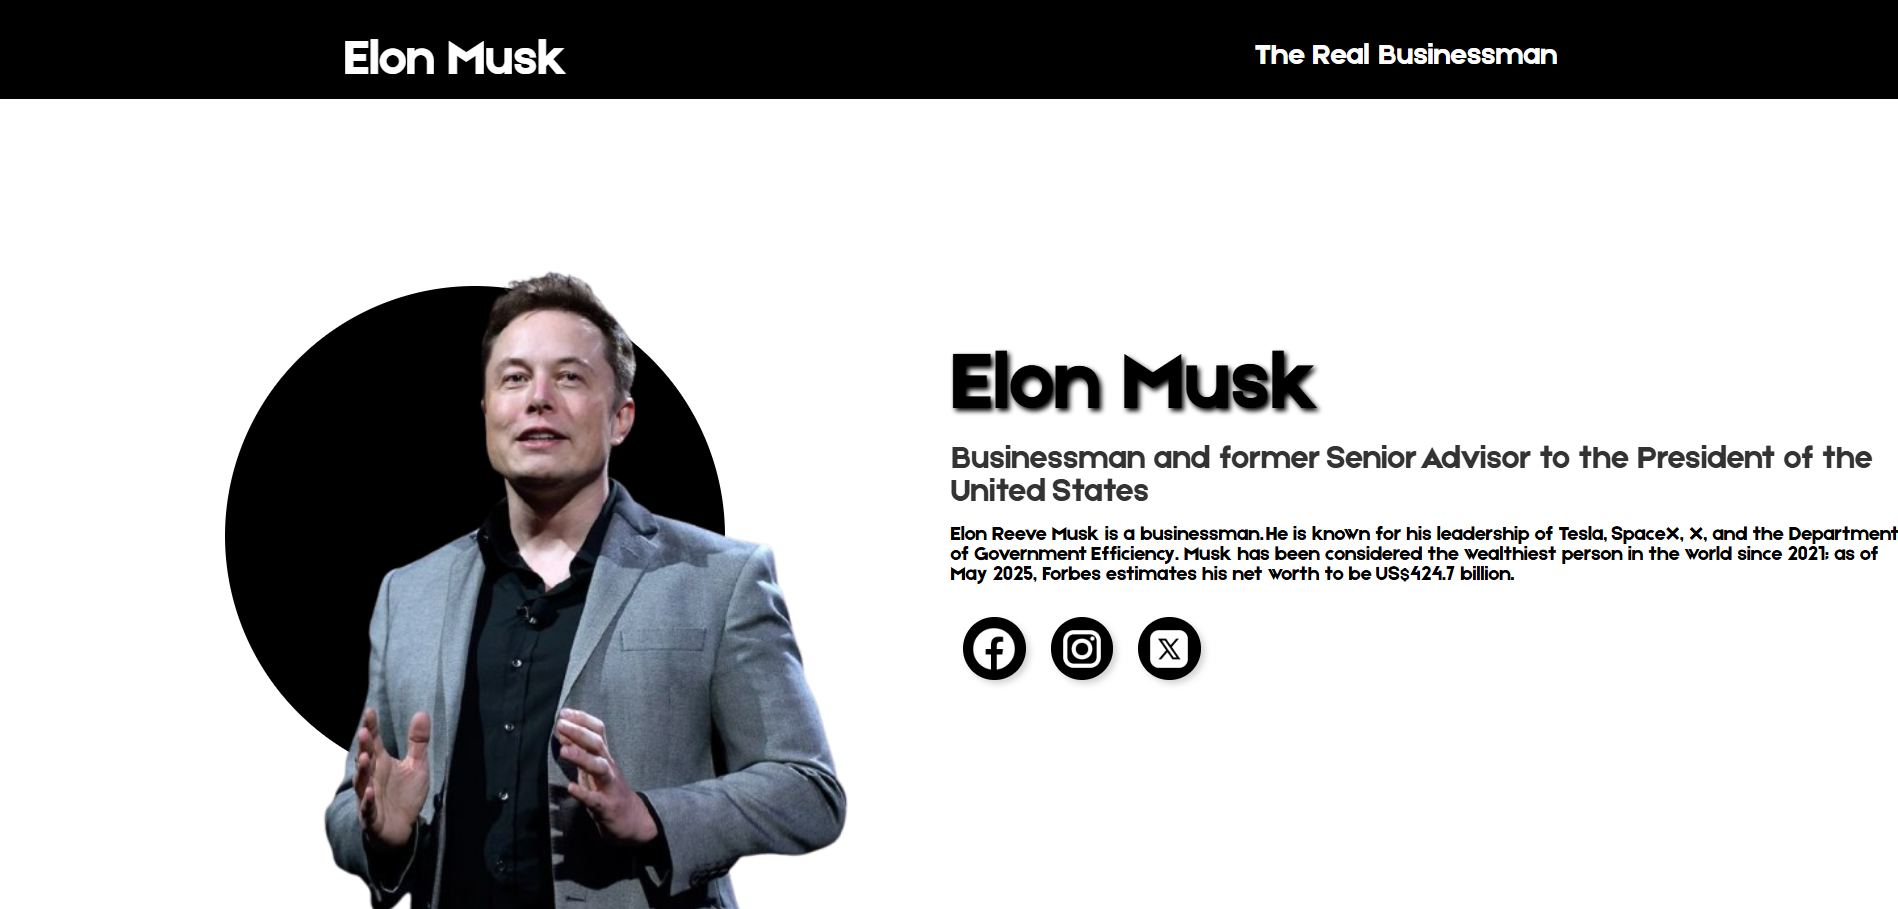 Elon Musk
The Real Businessman
Elon Musk
Businessman and former Senior Advisor to the President of the
United States
Elon Reeve Musk is a businessman.He is known for his leadership of Tesla, SpaceX, X, and the Department
of Government Efficiency. Musk has been considered the wealthiest person in the world since 2021; as of
May 2025, Forbes estimates his net worth to be US$424.7 billion.